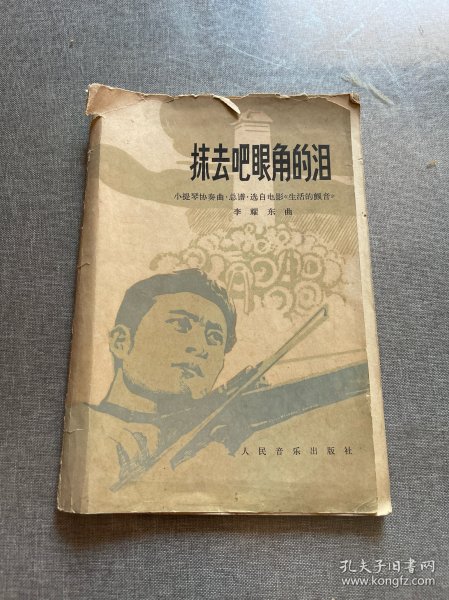 抹去吧眼角的泪
小提琴协奏曲·总谱·选自电影《生活的颤音》
李耀东曲
人民音乐出版社
孔夫子旧书网
www.kongfz.com